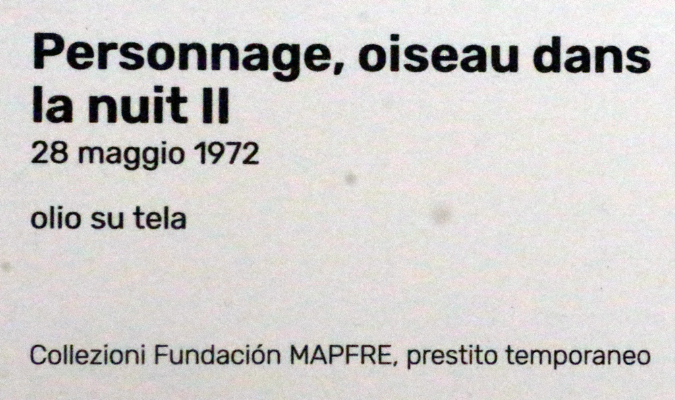 Personnage, oiseau dans
la nuit II
28 maggio 1972
olio su tela
Collezioni Fundación MAPFRE, prestito temporaneo